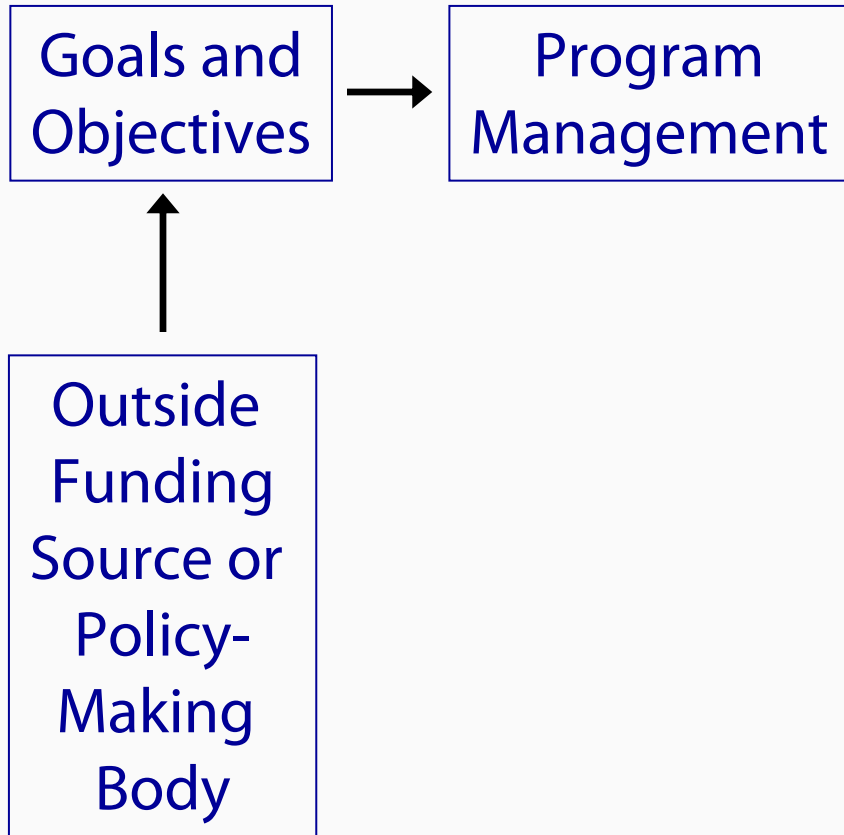 Goals and
Objectives
Program
Management
Outside
Funding
Source or
Policy-
Making
Body